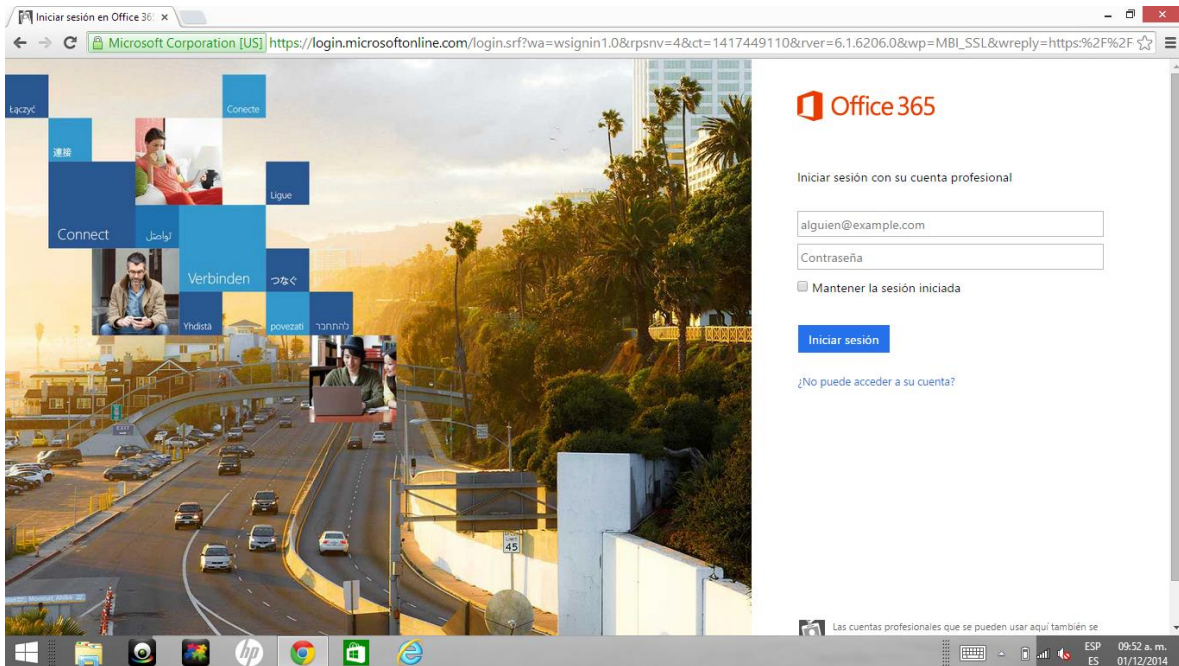 Iniciar sesión en Office 36
Microsoft Corporation [US] https://login.microsoftonline.com/login.srf?wa=wsignin1.0&rpsnv=4&ct=1417449110&rver=6.1.6206.0&wp=MBI_SSL&wreply=https:%2F%2F
Łączyć
Conecte
連接
Ligue
Connect
تواصل
Verbinden
つなぐ
Yhdistä
povezati
להתחבר
EXIT
SPEED
LIMIT
45
Office 365
Iniciar sesión con su cuenta profesional
alguien@example.com
Contraseña
Mantener la sesión iniciada
Iniciar sesión
¿No puede acceder a su cuenta?
Las cuentas profesionales que se pueden usar aquí también se
hp
ESP
ES
09:52 a. m.
01/12/2014